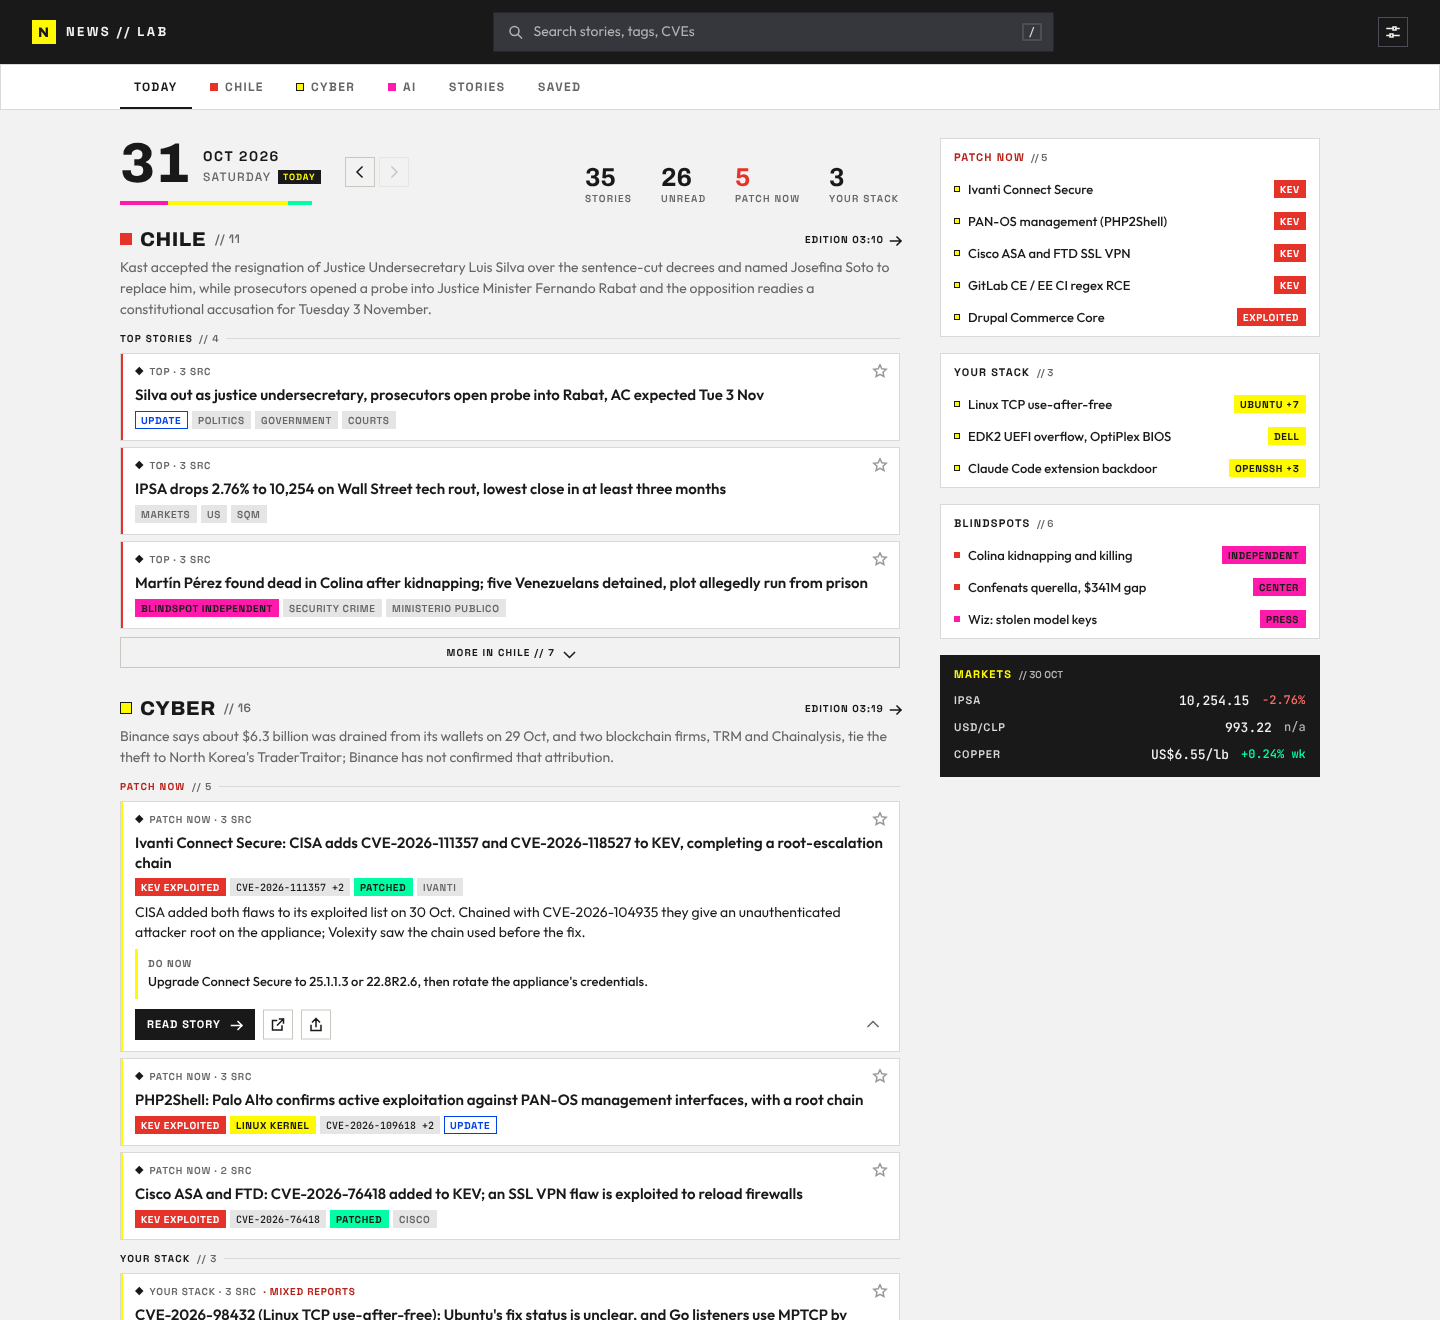 N NEWS // LAB
Search stories, tags, CVEs
/
TODAY
CHILE
CYBER
AI
STORIES
SAVED
31
OCT 2026
SATURDAY TODAY
35
STORIES
26
UNREAD
5
PATCH NOW
3
YOUR STACK
CHILE // 11
EDITION 03:10
Kast accepted the resignation of Justice Undersecretary Luis Silva over the sentence-cut decrees and named Josefina Soto to
replace him, while prosecutors opened a probe into Justice Minister Fernando Rabat and the opposition readies a
constitutional accusation for Tuesday 3 November.
TOP STORIES // 4
TOP · 3 SRC
Silva out as justice undersecretary, prosecutors open probe into Rabat, AC expected Tue 3 Nov
UPDATE POLITICS GOVERNMENT COURTS
TOP · 3 SRC
IPSA drops 2.76% to 10,254 on Wall Street tech rout, lowest close in at least three months
MARKETS US SQM
TOP · 3 SRC
Martín Pérez found dead in Colina after kidnapping; five Venezuelans detained, plot allegedly run from prison
BLINDSPOT INDEPENDENT SECURITY CRIME MINISTERIO PUBLICO
MORE IN CHILE // 7
CYBER // 16
EDITION 03:19
Binance says about $6.3 billion was drained from its wallets on 29 Oct, and two blockchain firms, TRM and Chainalysis, tie the
theft to North Korea's TraderTraitor; Binance has not confirmed that attribution.
PATCH NOW // 5
PATCH NOW · 3 SRC
Ivanti Connect Secure: CISA adds CVE-2026-111357 and CVE-2026-118527 to KEV, completing a root-escalation
chain
KEV EXPLOITED CVE-2026-111357 +2 PATCHED IVANTI
CISA added both flaws to its exploited list on 30 Oct. Chained with CVE-2026-104935 they give an unauthenticated
attacker root on the appliance; Volexity saw the chain used before the fix.
DO NOW
Upgrade Connect Secure to 25.1.1.3 or 22.8R2.6, then rotate the appliance's credentials.
READ STORY
PATCH NOW · 3 SRC
PHP2Shell: Palo Alto confirms active exploitation against PAN-OS management interfaces, with a root chain
KEV EXPLOITED LINUX KERNEL CVE-2026-109618 +2 UPDATE
PATCH NOW · 2 SRC
Cisco ASA and FTD: CVE-2026-76418 added to KEV; an SSL VPN flaw is exploited to reload firewalls
KEV EXPLOITED CVE-2026-76418 PATCHED CISCO
YOUR STACK // 3
YOUR STACK · 3 SRC · MIXED REPORTS
CVE-2026-98432 (Linux TCP use-after-free): Ubuntu's fix status is unclear, and Go listeners use MPTCP by
PATCH NOW // 5
Ivanti Connect Secure KEV
PAN-OS management (PHP2Shell) KEV
Cisco ASA and FTD SSL VPN KEV
GitLab CE / EE CI regex RCE KEV
Drupal Commerce Core EXPLOITED
YOUR STACK // 3
Linux TCP use-after-free UBUNTU +7
EDK2 UEFI overflow, OptiPlex BIOS DELL
Claude Code extension backdoor OPENSSH +3
BLINDSPOTS // 6
Colina kidnapping and killing INDEPENDENT
Confenats querella, $341M gap CENTER
Wiz: stolen model keys PRESS
MARKETS // 30 OCT
IPSA 10,254.15 -2.76%
USD/CLP 993.22 n/a
COPPER US$6.55/lb +0.24% wk